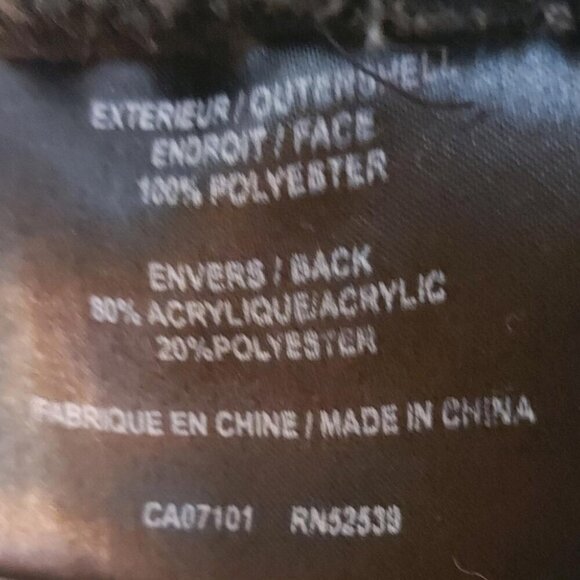 EXTERIEUR / OUTERSHELL
ENDROIT / FACE
100% POLYESTER
ENVERS / BACK
80% ACRYLIQUE/ACRYLIC
20%POLYESTER
FABRIQUE EN CHINE / MADE IN CHINA
CA07101 RN52539